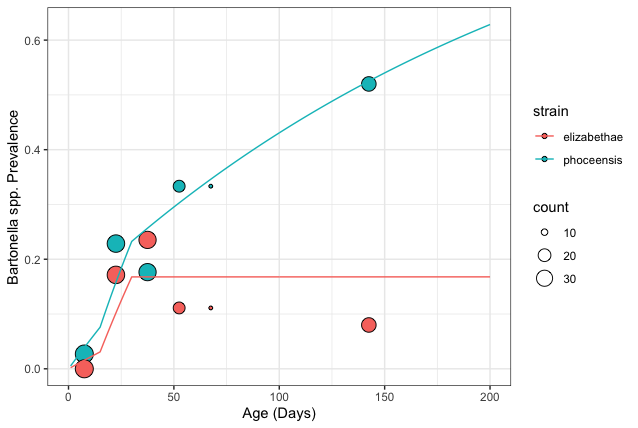 0.6
0.4
0.2
0.0
Bartonella spp. Prevalence
0
50
100
150
200
Age (Days)
strain
elizabethae
phoceensis
count
10
20
30